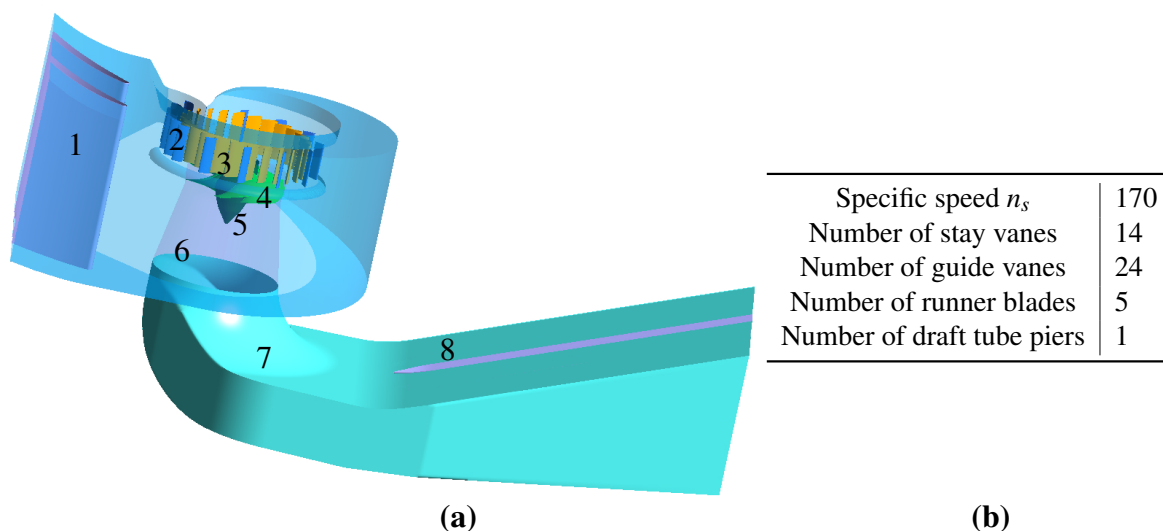 1
2
3
4
5
6
7
8
Specific speed nₛ 170
Number of stay vanes 14
Number of guide vanes 24
Number of runner blades 5
Number of draft tube piers 1
(a) (b)